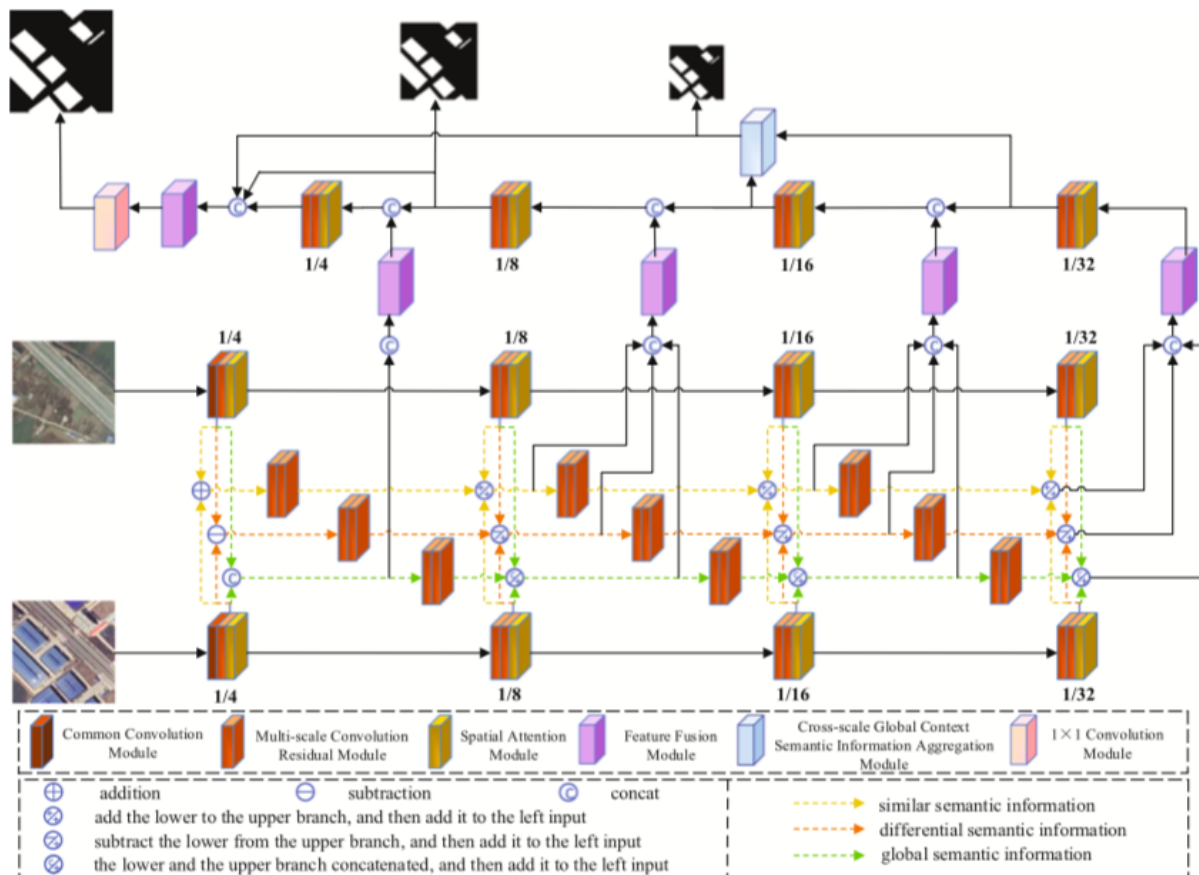 1/4
1/8
1/16
1/32
1/4
1/8
1/16
1/32
1/4
1/8
1/16
1/32
Common Convolution
Module
Multi-scale Convolution
Residual Module
Spatial Attention
Module
Feature Fusion
Module
Cross-scale Global Context
Semantic Information Aggregation
Module
1×1 Convolution
Module
addition
subtraction
C concat
add the lower to the upper branch, and then add it to the left input
subtract the lower from the upper branch, and then add it to the left input
the lower and the upper branch concatenated, and then add it to the left input
similar semantic information
differential semantic information
global semantic information